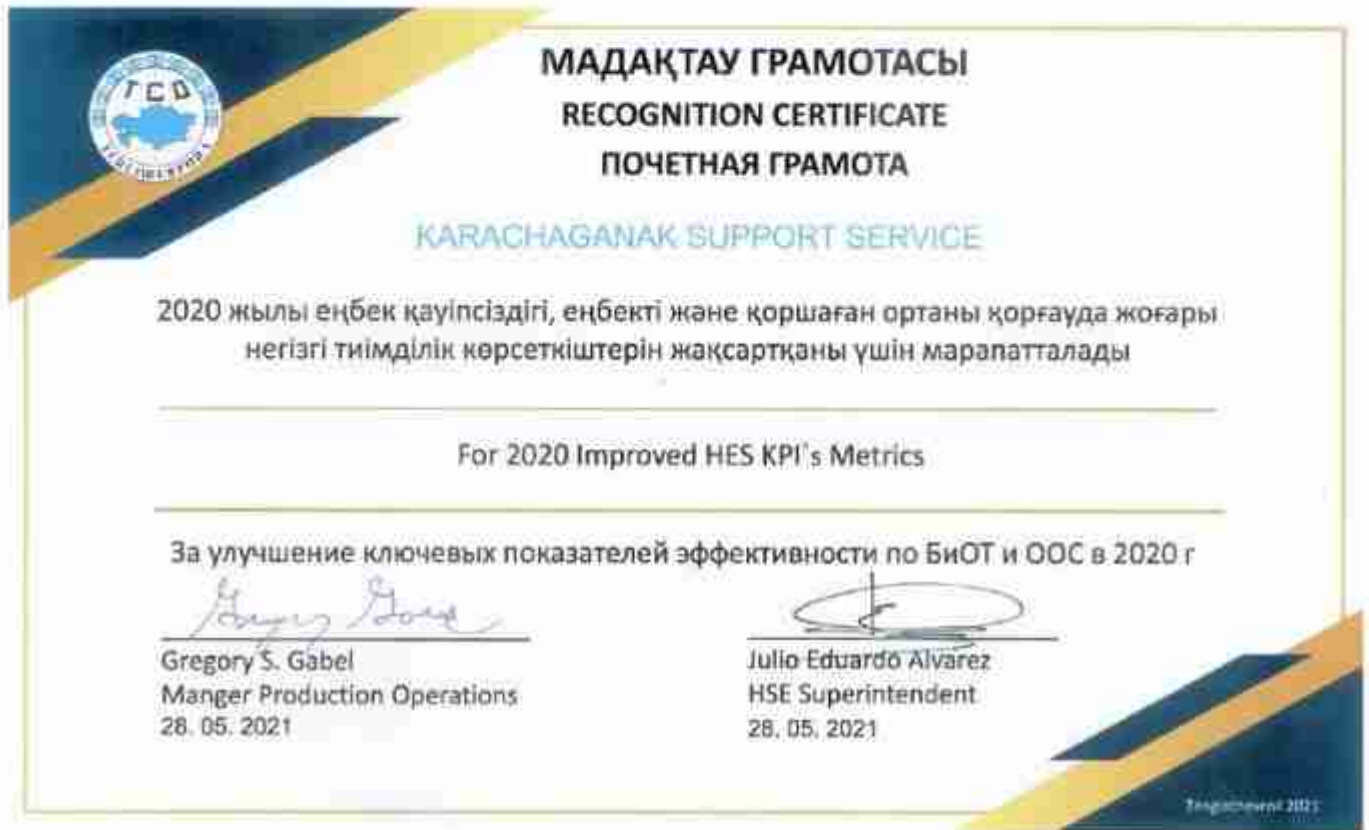 TCO
МАДАҚТАУ ГРАМОТАСЫ
RECOGNITION CERTIFICATE
ПОЧЕТНАЯ ГРАМОТА
KARACHAGANAK SUPPORT SERVICE
2020 жылы еңбек қауіпсіздігі, еңбекті және қоршаған ортаны қорғауда жоғары
негізгі тиімділік көрсеткіштерін жақсартқаны үшін марапатталады
For 2020 Improved HES KPI`s Metrics
За улучшение ключевых показателей эффективности по БиОТ и ООС в 2020 г
Gregory S. Gabel
Manger Production Operations
28. 05. 2021
Julio Eduardo Alvarez
HSE Superintendent
28. 05. 2021
Tengizchevroil 2021